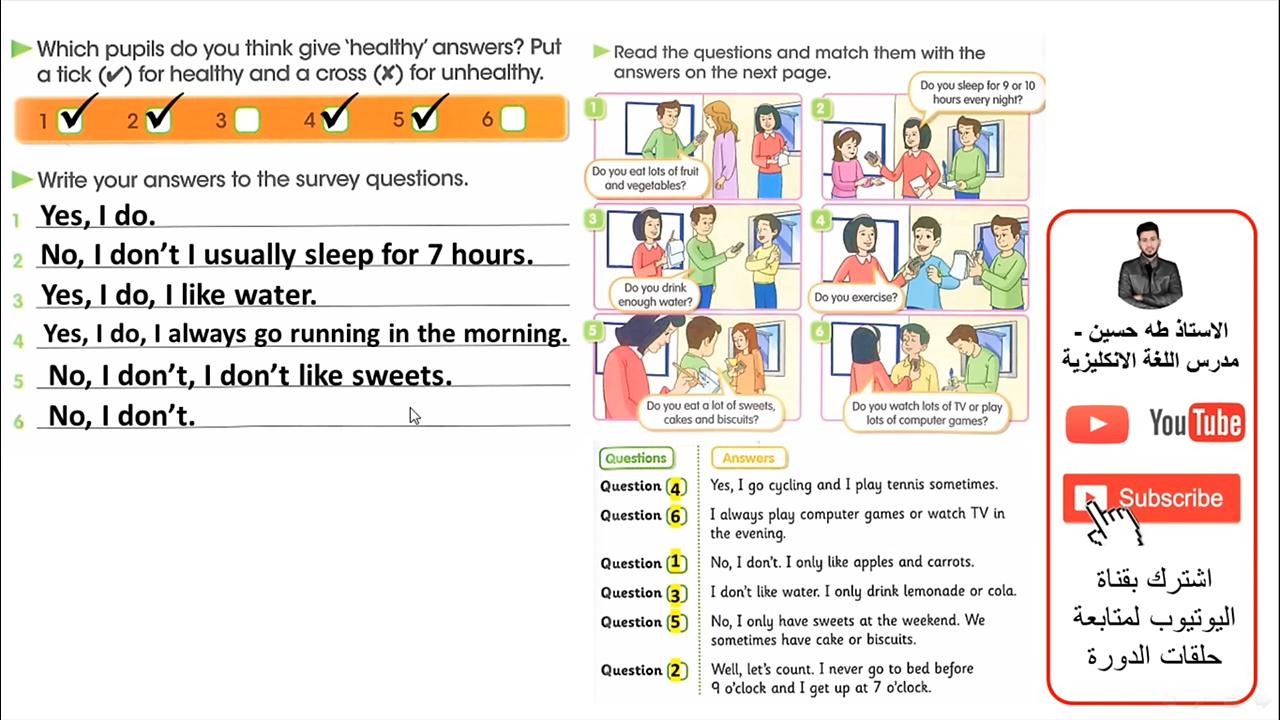 Which pupils do you think give 'healthy' answers? Put
a tick (✔) for healthy and a cross (✘) for unhealthy.
1 ✔ 2 ✔ 3 4 ✔ 5 ✔ 6
Write your answers to the survey questions.
1 Yes, I do.
2 No, I don't I usually sleep for 7 hours.
3 Yes, I do, I like water.
4 Yes, I do, I always go running in the morning.
5 No, I don't, I don't like sweets.
6 No, I don't.
Read the questions and match them with the
answers on the next page.
1
Do you eat lots of fruit
and vegetables?
2
Do you sleep for 9 or 10
hours every night?
3
Do you drink
enough water?
4
Do you exercise?
5
Do you eat a lot of sweets,
cakes and biscuits?
6
Do you watch lots of TV or play
lots of computer games?
Questions Answers
Question (4) Yes, I go cycling and I play tennis sometimes.
Question (6) I always play computer games or watch TV in
the evening.
Question (1) No, I don't. I only like apples and carrots.
Question (3) I don't like water. I only drink lemonade or cola.
Question (5) No, I only have sweets at the weekend. We
sometimes have cake or biscuits.
Question (2) Well, let's count. I never go to bed before
9 o'clock and I get up at 7 o'clock.
الاستاذ طه حسين -
مدرس اللغة الانكليزية
YouTube
Subscribe
اشترك بقناة
اليوتيوب لمتابعة
حلقات الدورة